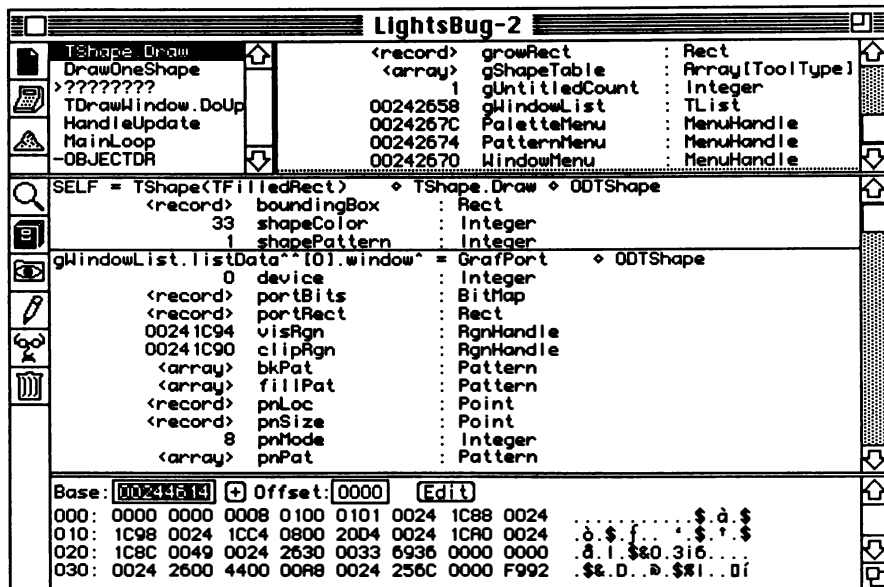 LightsBug-2
TShape.Draw
DrawOneShape
>????????
TDrawWindow.DoUp
HandleUpdate
MainLoop
-OBJECTDR
<record> growRect : Rect
<array> gShapeTable : Array[ToolType]
1 gUntitledCount : Integer
00242658 gWindowList : TList
0024267C PaletteMenu : MenuHandle
00242674 PatternMenu : MenuHandle
00242670 WindowMenu : MenuHandle
SELF = TShape(TFilledRect) ◇ TShape.Draw ◇ ODTShape
<record> boundingBox : Rect
33 shapeColor : Integer
1 shapePattern : Integer
gWindowList.listData^^[0].window^ = GrafPort ◇ ODTShape
0 device : Integer
<record> portBits : BitMap
<record> portRect : Rect
00241C94 visRgn : RgnHandle
00241C90 clipRgn : RgnHandle
<array> bkPat : Pattern
<array> fillPat : Pattern
<record> pnLoc : Point
<record> pnSize : Point
8 pnMode : Integer
<array> pnPat : Pattern
Base: 00244614 + Offset: 0000 Edit
000: 0000 0000 0008 0100 0101 0024 1C88 0024 ...........$.à.$
010: 1C98 0024 1CC4 0800 20D4 0024 1CA0 0024 .ò.$.ƒ.. ‘.$.†.$
020: 1C8C 0049 0024 2630 0033 6936 0000 0000 .å.I.$&0.3i6....
030: 0024 2600 4400 00A8 0024 256C 0000 F992 .$&.D..®.$%l..